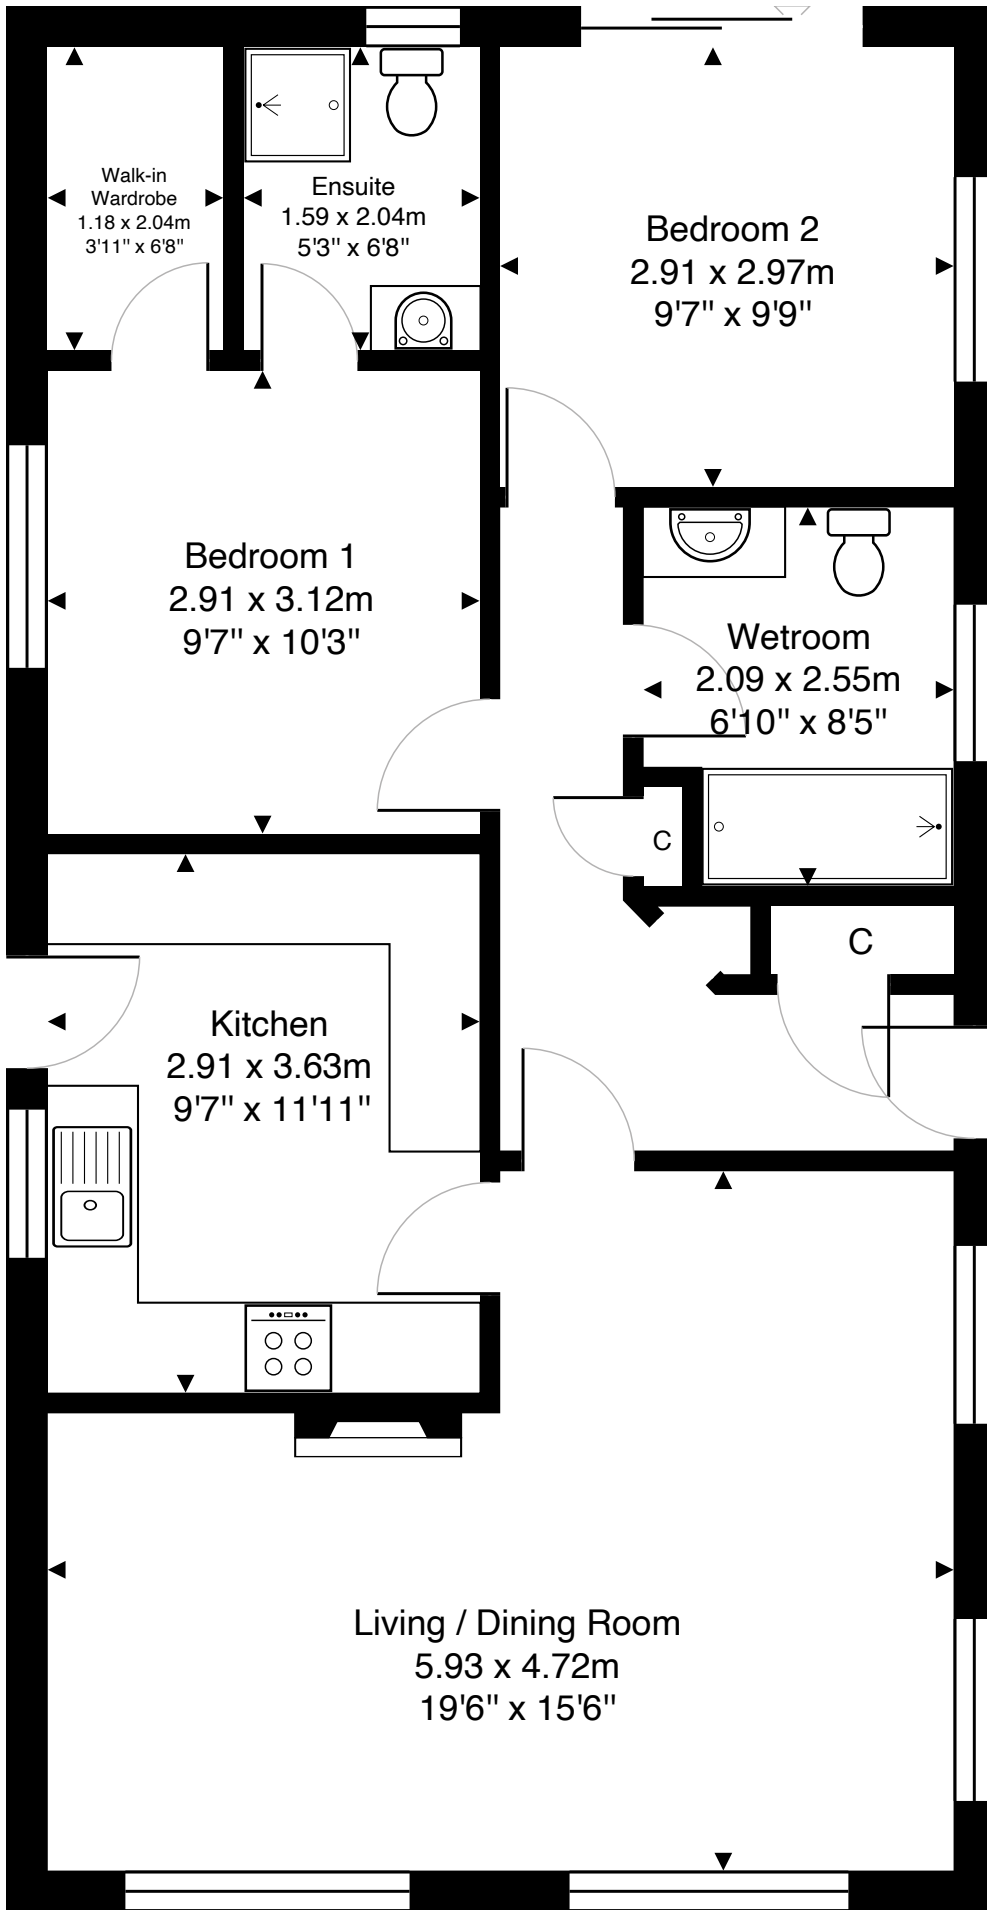 Walk-in
Wardrobe
1.18 x 2.04m
3'11" x 6'8"
Ensuite
1.59 x 2.04m
5'3" x 6'8"
Bedroom 2
2.91 x 2.97m
9'7" x 9'9"
Bedroom 1
2.91 x 3.12m
9'7" x 10'3"
Wetroom
2.09 x 2.55m
6'10" x 8'5"
C
C
Kitchen
2.91 x 3.63m
9'7" x 11'11"
Living / Dining Room
5.93 x 4.72m
19'6" x 15'6"